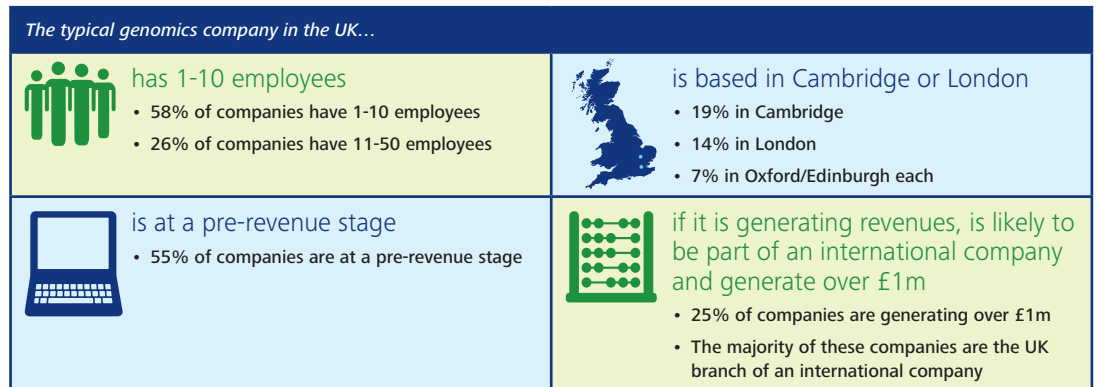 The typical genomics company in the UK...
has 1-10 employees
• 58% of companies have 1-10 employees
• 26% of companies have 11-50 employees
is based in Cambridge or London
• 19% in Cambridge
• 14% in London
• 7% in Oxford/Edinburgh each
is at a pre-revenue stage
• 55% of companies are at a pre-revenue stage
if it is generating revenues, is likely to
be part of an international company
and generate over £1m
• 25% of companies are generating over £1m
• The majority of these companies are the UK
branch of an international company